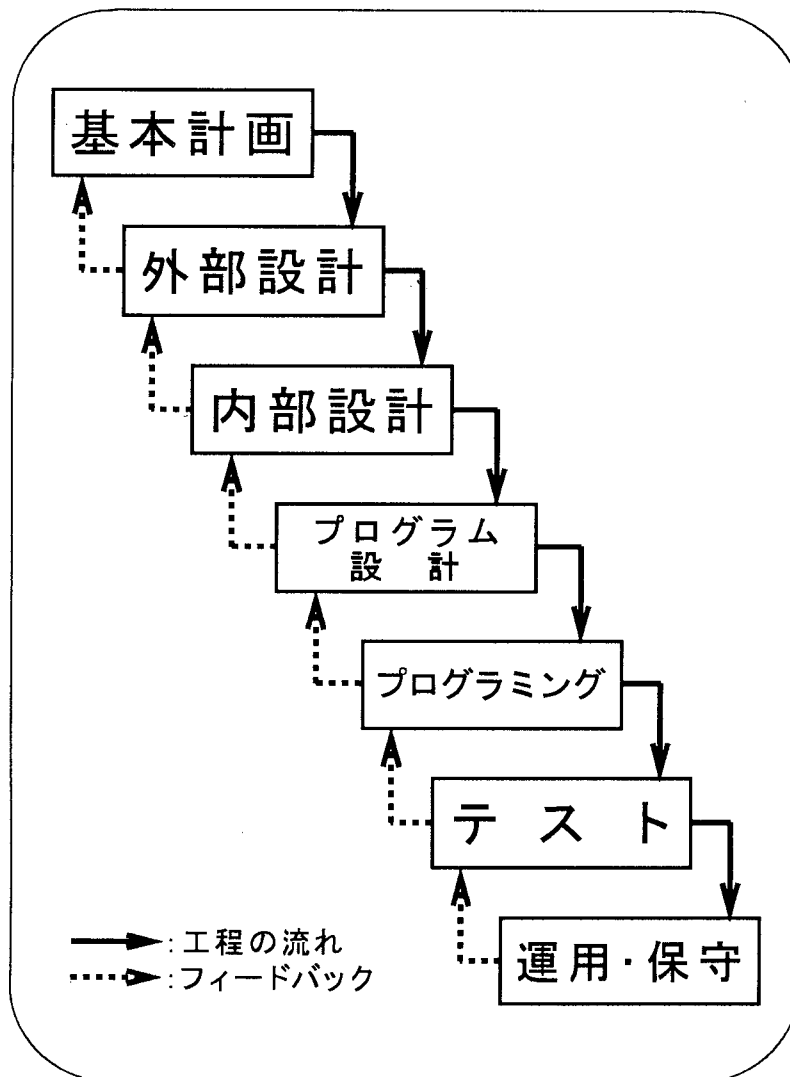 基本計画
外部設計
内部設計
プログラム
設計
プログラミング
テスト
運用・保守
:工程の流れ
:フィードバック